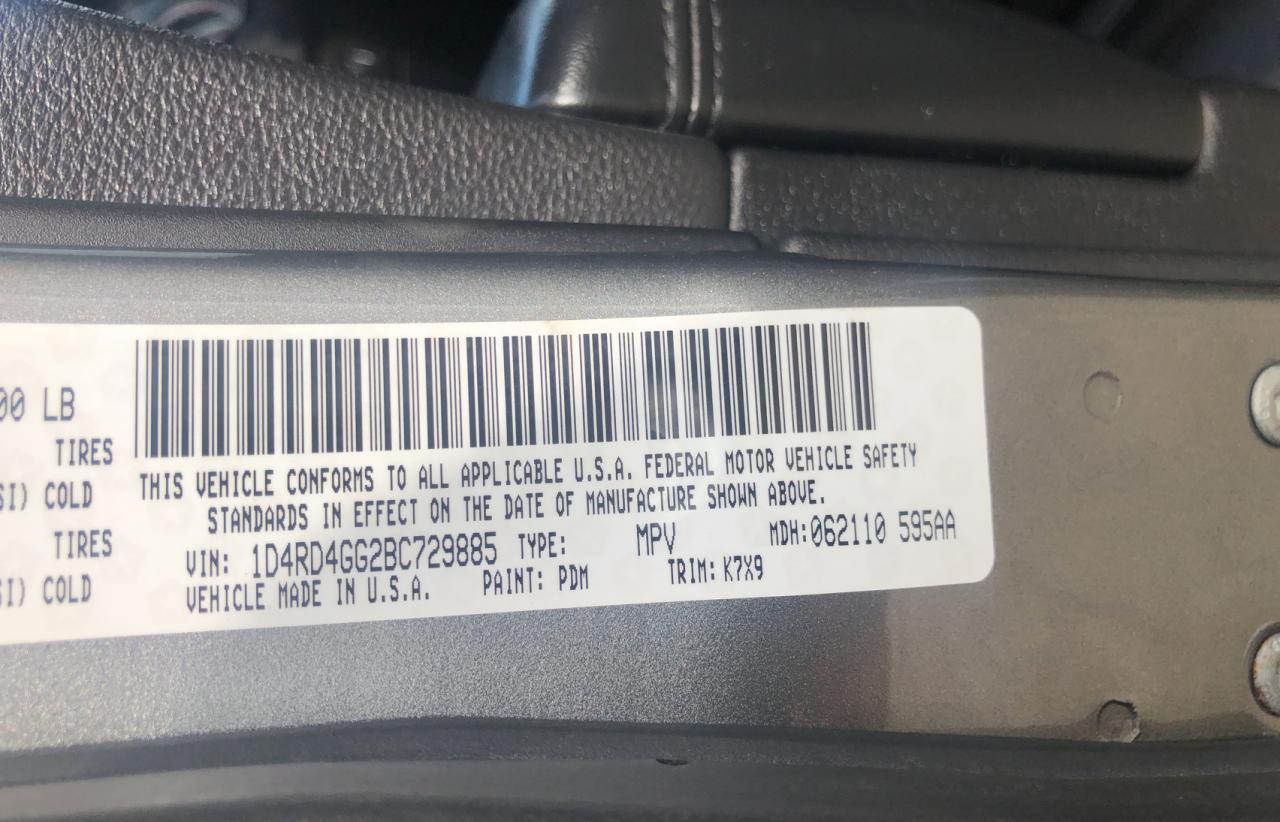 00 LB
TIRES
SI) COLD
TIRES
SI) COLD
THIS VEHICLE CONFORMS TO ALL APPLICABLE U.S.A. FEDERAL MOTOR VEHICLE SAFETY
STANDARDS IN EFFECT ON THE DATE OF MANUFACTURE SHOWN ABOVE.
VIN: 1D4RD4GG2BC729885 TYPE: MPV MDH:062110 595AA
VEHICLE MADE IN U.S.A. PAINT: PDM TRIM: K7X9